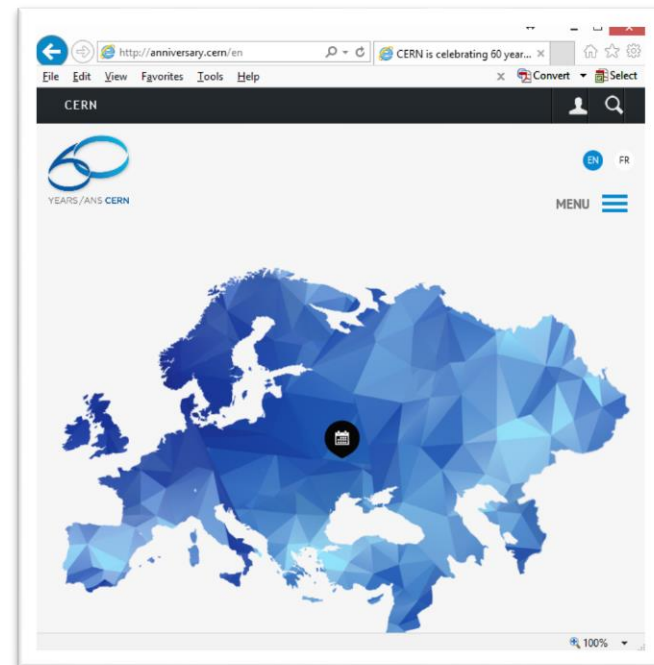 http://anniversary.cern/en
CERN is celebrating 60 year...
File Edit View Favorites Tools Help
x Convert Select
CERN
60
EN FR
YEARS/ANS CERN
MENU
100%